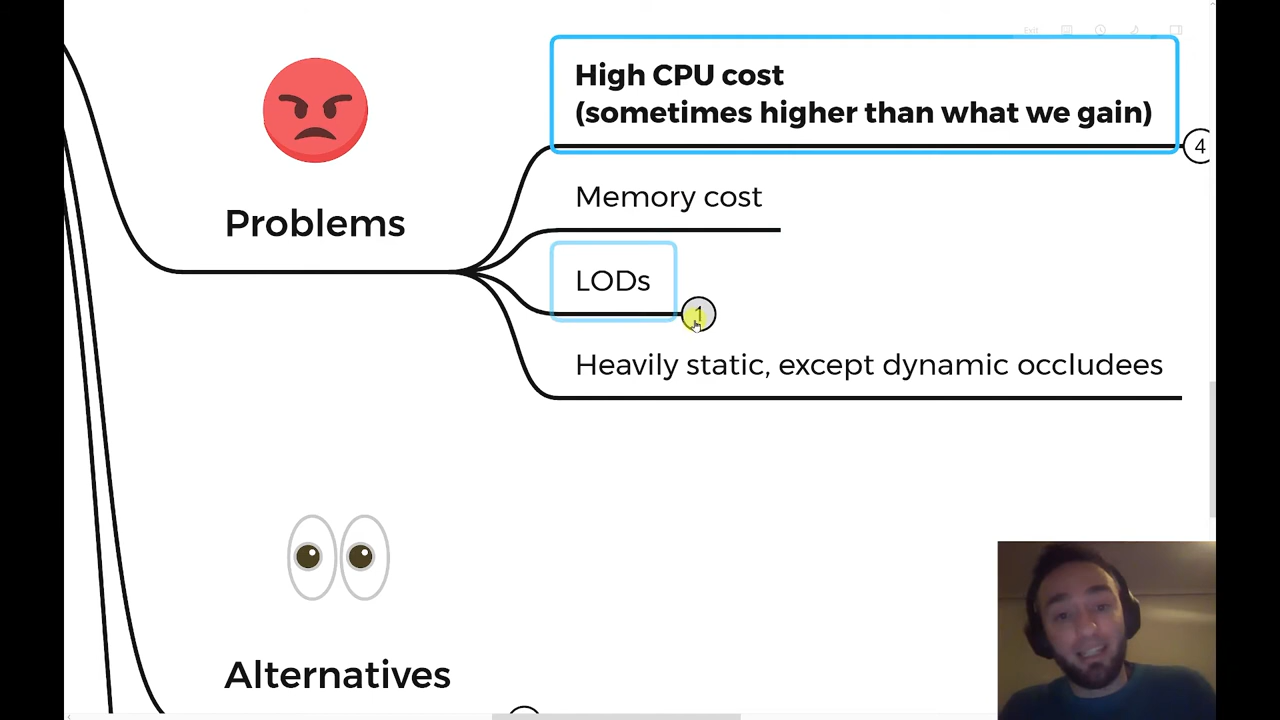 High CPU cost
(sometimes higher than what we gain)
4
Memory cost
Problems
LODs
1
Heavily static, except dynamic occludees
Alternatives
Exit